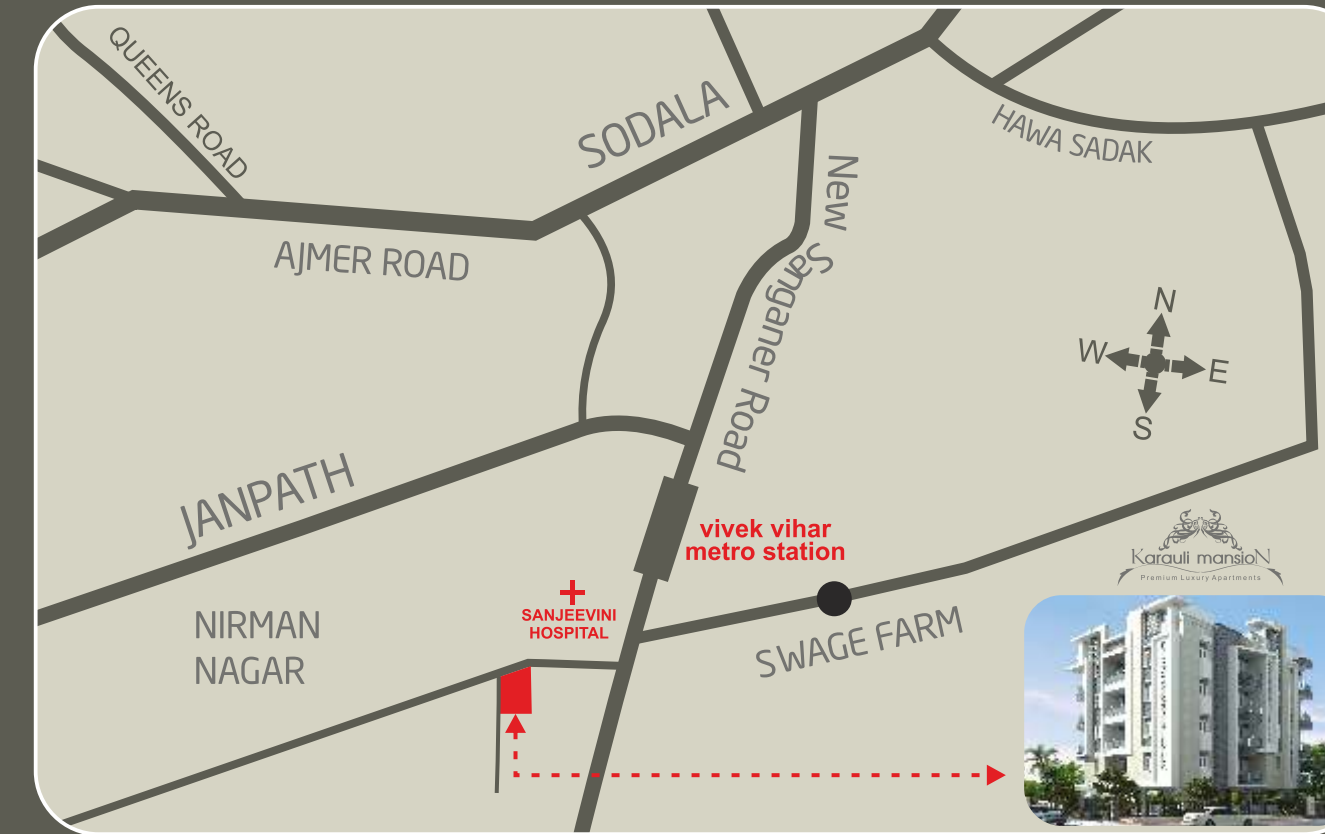 QUEENS ROAD
SODALA
HAWA SADAK
AJMER ROAD
New Sanganer Road
N
W
E
S
JANPATH
vivek vihar
metro station
Karauli mansioN
Premium Luxury Apartments
SANJEEVINI
HOSPITAL
NIRMAN
NAGAR
SWAGE FARM